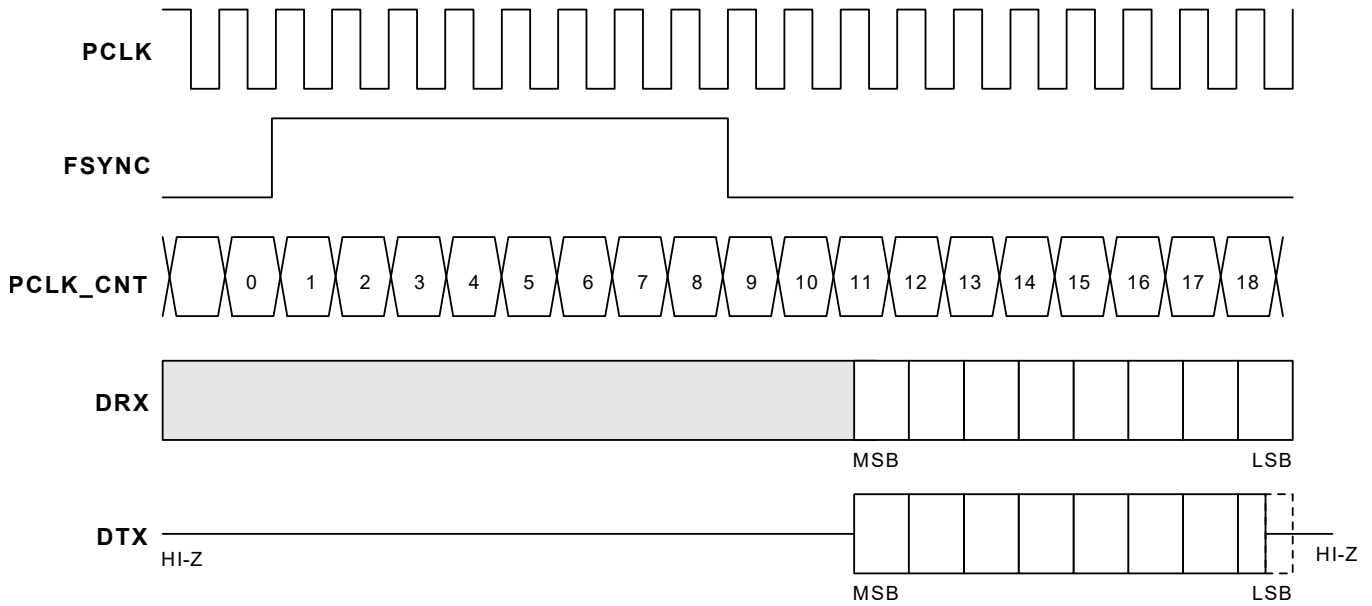 PCLK
FSYNC
PCLK_CNT 0 1 2 3 4 5 6 7 8 9 10 11 12 13 14 15 16 17 18
DRX
MSB LSB
DTX
HI-Z HI-Z
MSB LSB